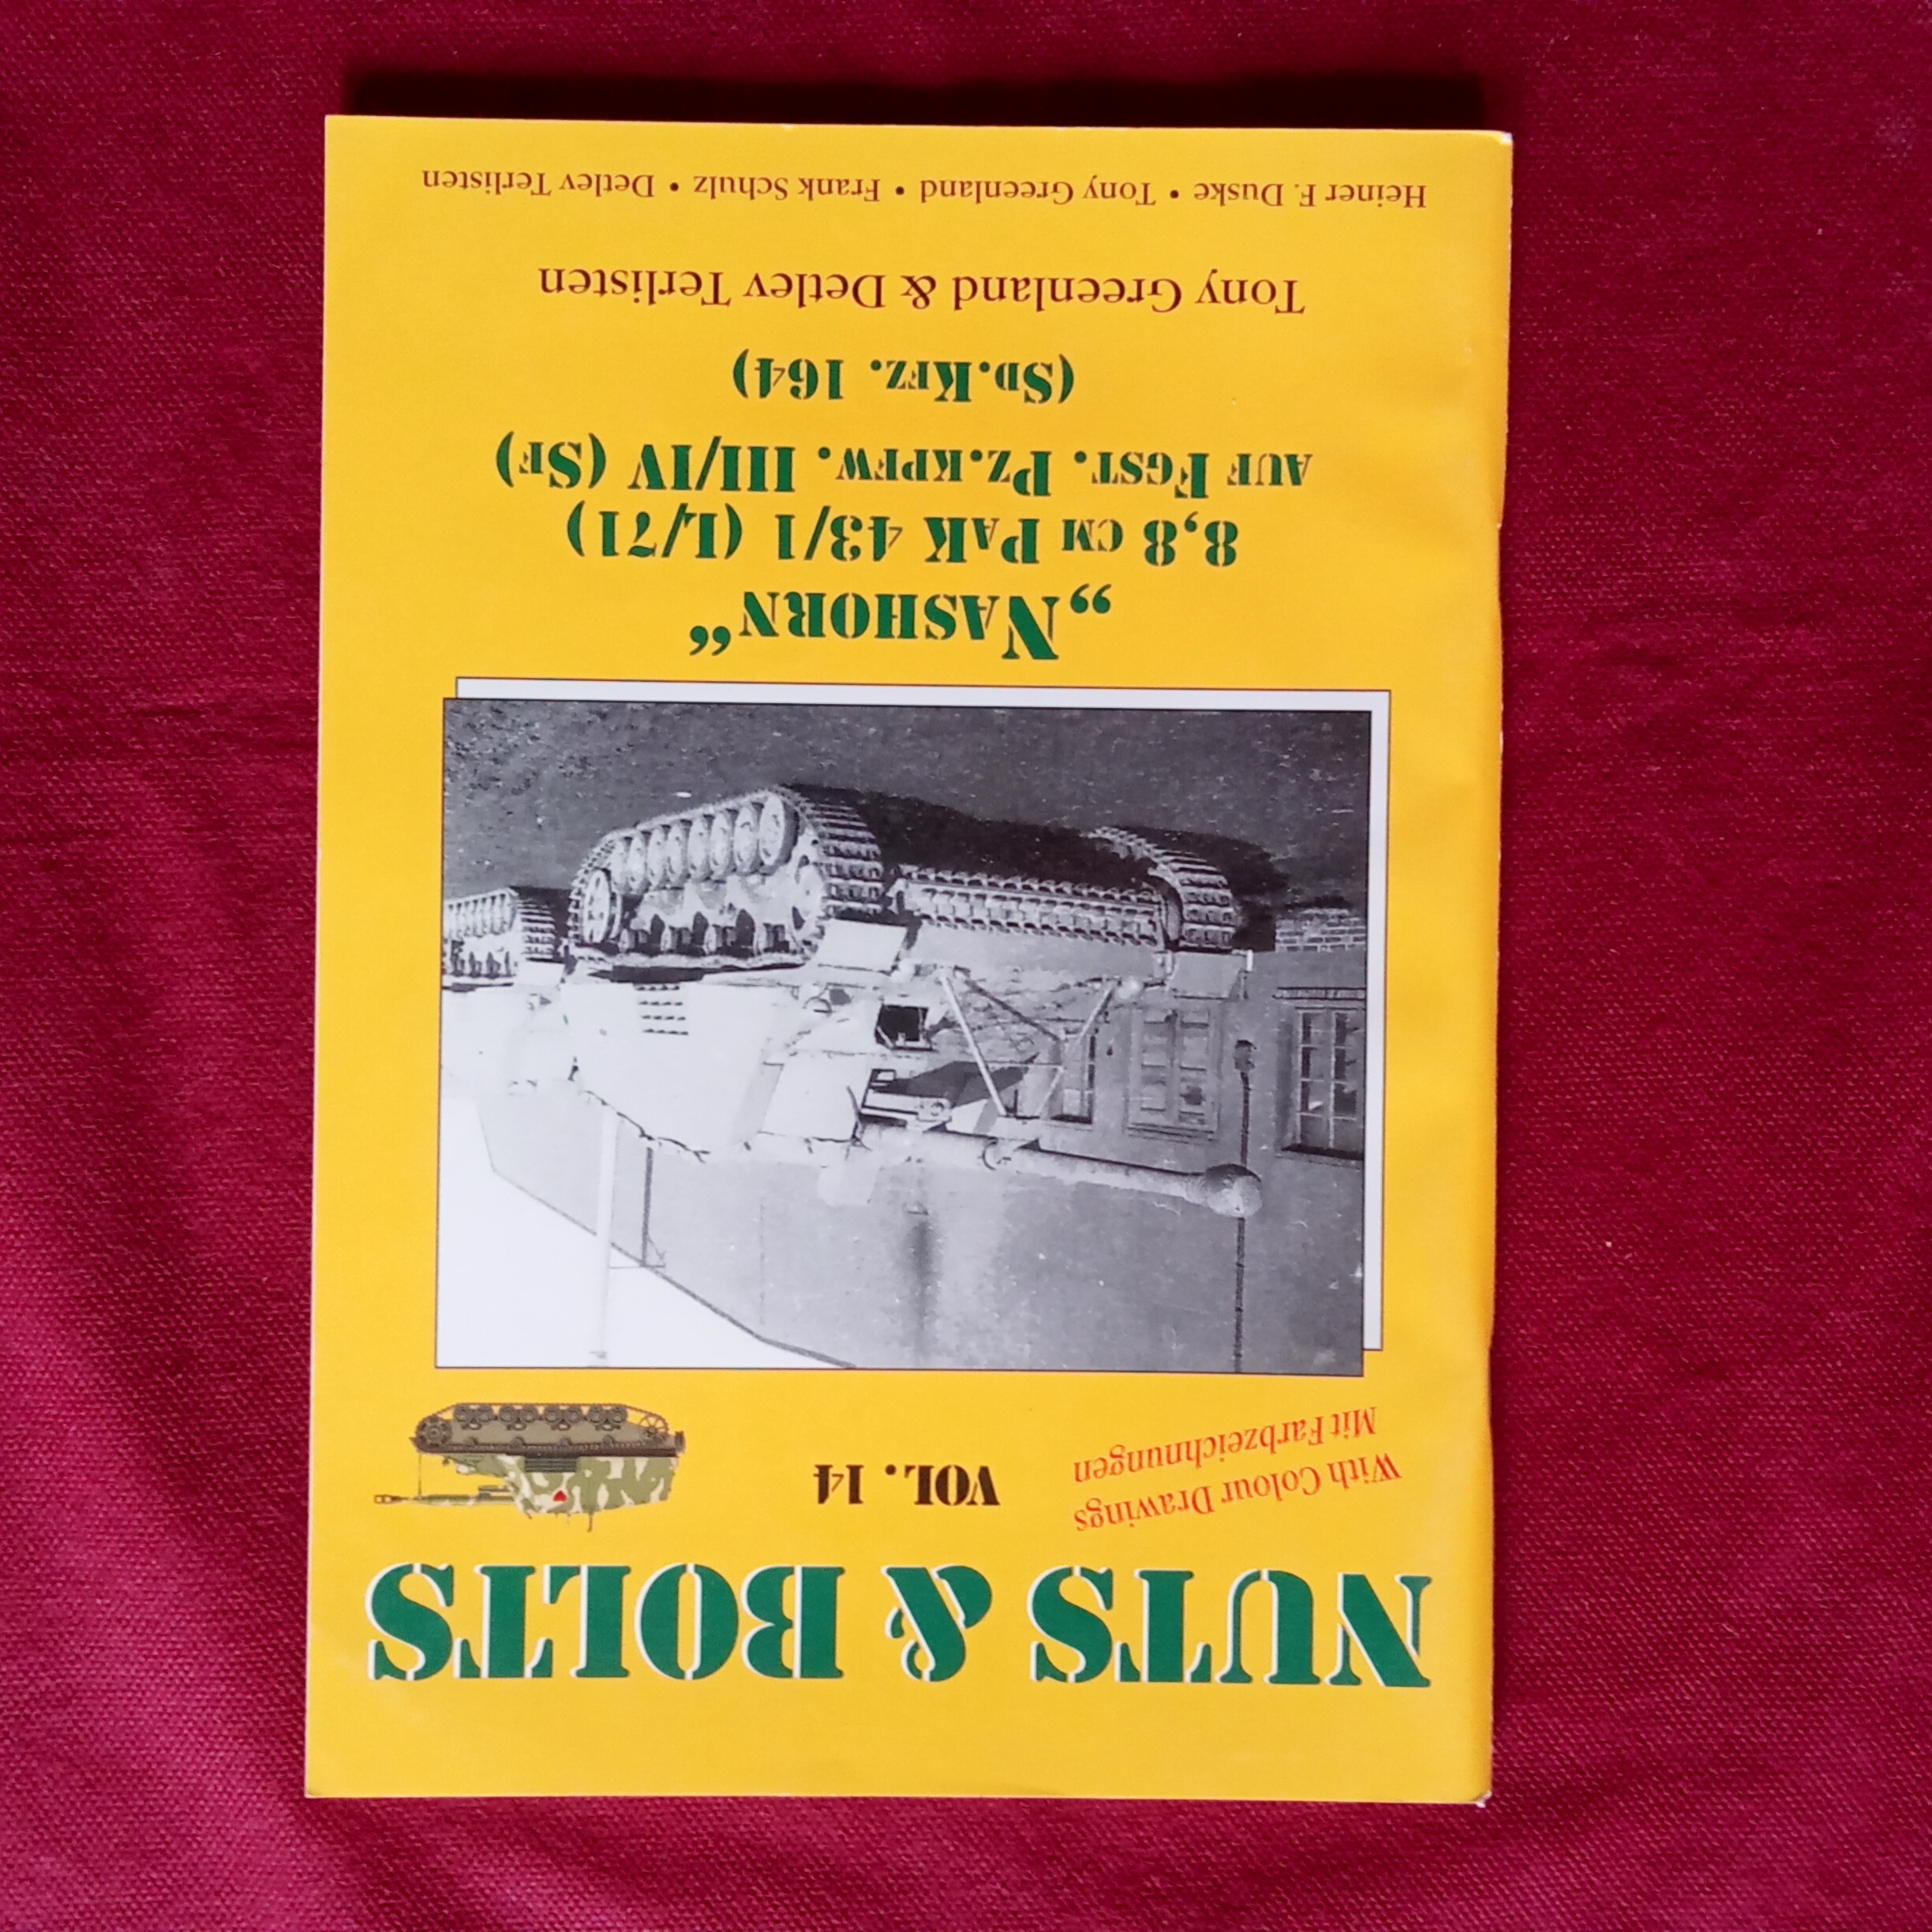 NUTS & BOLTS
With Colour Drawings
Mit Farbzeichnungen
VOL. 14
„NASHORN“
8,8 CM PAK 43/1 (L/71)
AUF FGST. PZ.KPFW. III/IV (SF)
(SD.KFZ. 164)
Tony Greenland & Detlev Terlisten
Heiner F. Duske • Tony Greenland • Frank Schulz • Detlev Terlisten